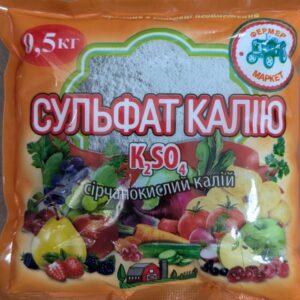 0,5кг
ФЕРМЕР
МАРКЕТ
СУЛЬФАТ КАЛІЮ
K₂SO₄
сірчанокислий калій